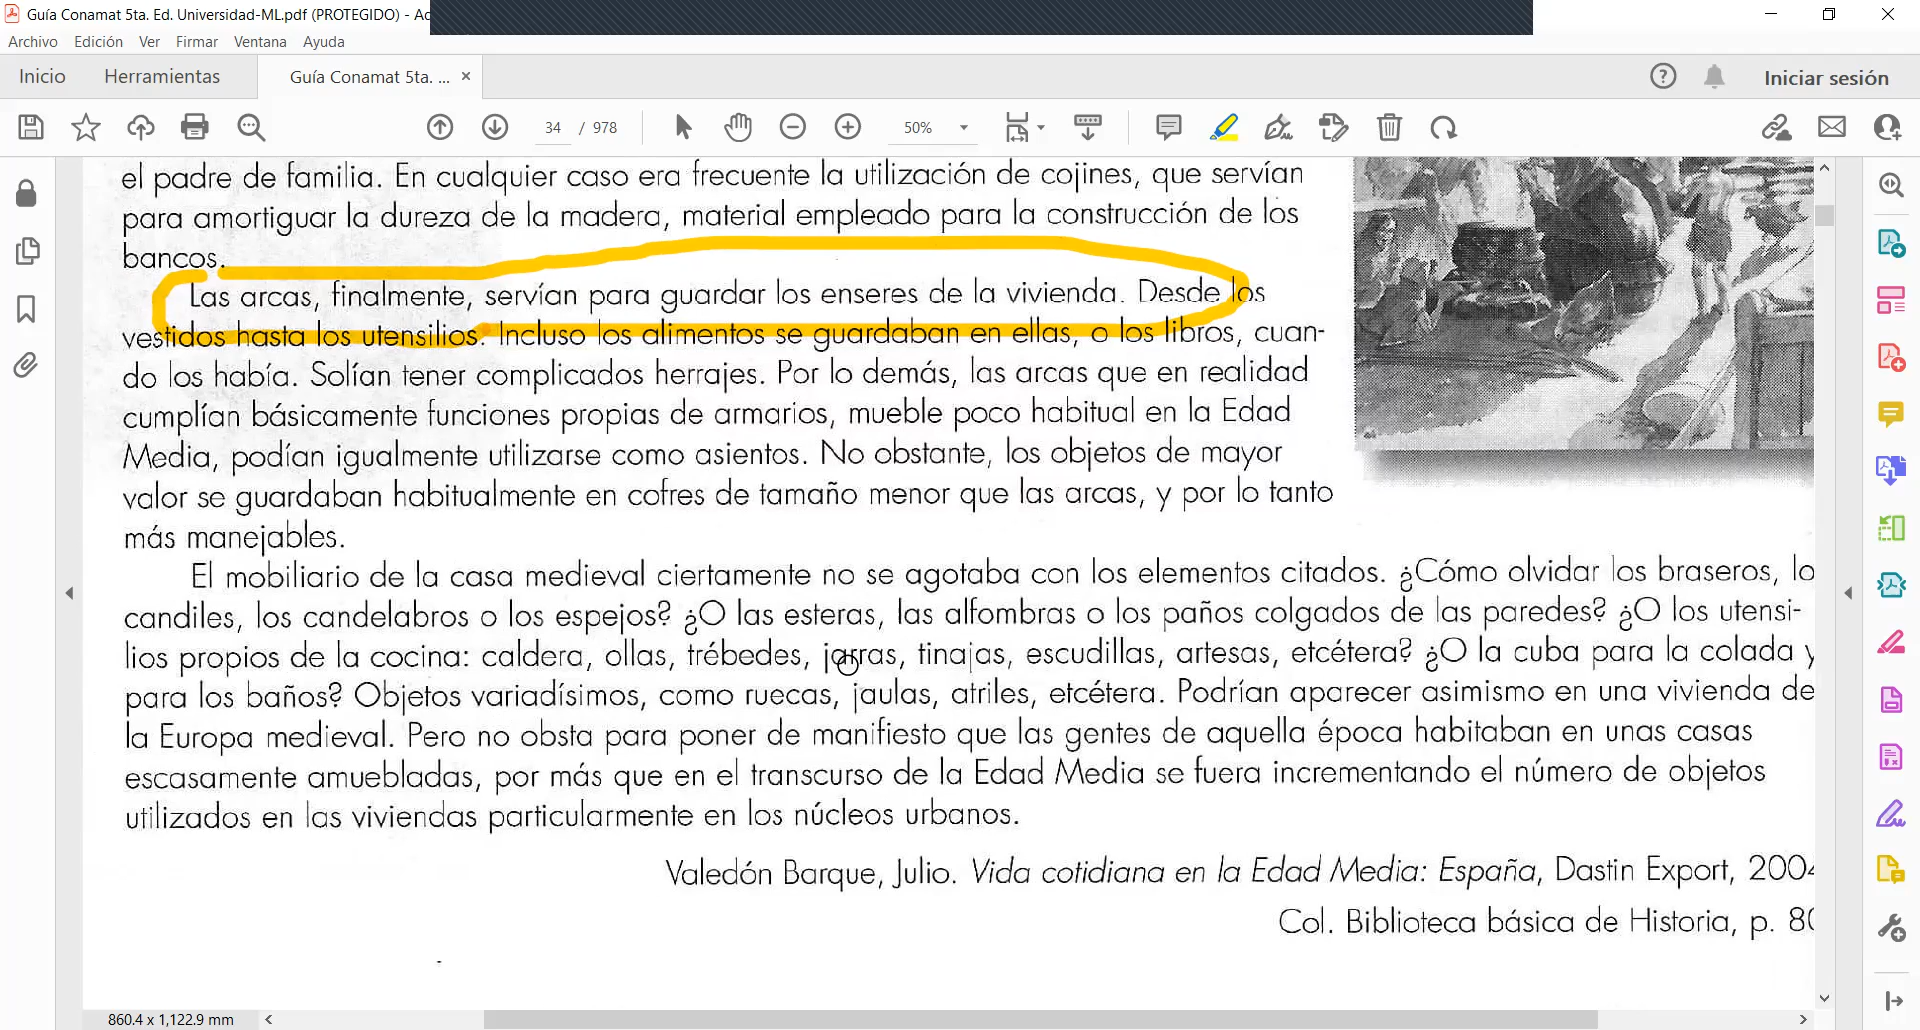 Guía Conamat 5ta. Ed. Universidad-ML.pdf (PROTEGIDO) - Ac
Archivo Edición Ver Firmar Ventana Ayuda
Inicio Herramientas Guía Conamat 5ta. ... × Iniciar sesión
34 / 978 50%
el padre de familia. En cualquier caso era frecuente la utilización de cojines, que servían
para amortiguar la dureza de la madera, material empleado para la construcción de los
bancos.
Las arcas, finalmente, servían para guardar los enseres de la vivienda. Desde los
vestidos hasta los utensilios. Incluso los alimentos se guardaban en ellas, o los libros, cuan-
do los había. Solían tener complicados herrajes. Por lo demás, las arcas que en realidad
cumplían básicamente funciones propias de armarios, mueble poco habitual en la Edad
Media, podían igualmente utilizarse como asientos. No obstante, los objetos de mayor
valor se guardaban habitualmente en cofres de tamaño menor que las arcas, y por lo tanto
más manejables.
El mobiliario de la casa medieval ciertamente no se agotaba con los elementos citados. ¿Cómo olvidar los braseros, lo
candiles, los candelabros o los espejos? ¿O las esteras, las alfombras o los paños colgados de las paredes? ¿O los utensi-
lios propios de la cocina: caldera, ollas, trébedes, jarras, tinajas, escudillas, artesas, etcétera? ¿O la cuba para la colada y
para los baños? Objetos variadísimos, como ruecas, jaulas, atriles, etcétera. Podrían aparecer asimismo en una vivienda de
la Europa medieval. Pero no obsta para poner de manifiesto que las gentes de aquella época habitaban en unas casas
escasamente amuebladas, por más que en el transcurso de la Edad Media se fuera incrementando el número de objetos
utilizados en las viviendas particularmente en los núcleos urbanos.
Valedón Barque, Julio. Vida cotidiana en la Edad Media: España, Dastin Export, 2004
Col. Biblioteca básica de Historia, p. 80
860.4 x 1,122.9 mm